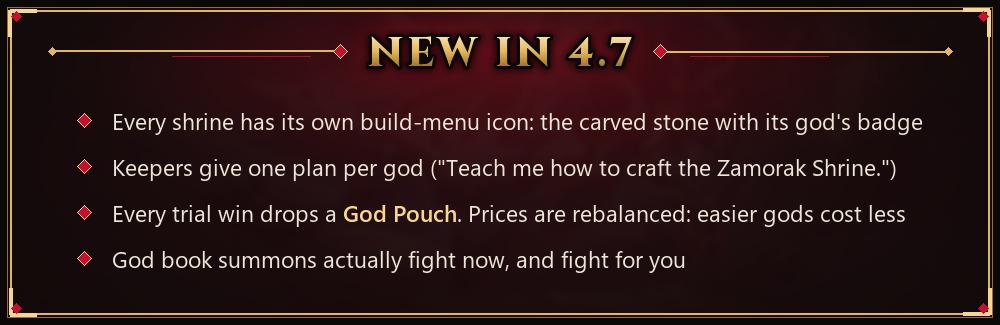 NEW IN 4.7
Every shrine has its own build-menu icon: the carved stone with its god's badge
Keepers give one plan per god ("Teach me how to craft the Zamorak Shrine.")
Every trial win drops a God Pouch. Prices are rebalanced: easier gods cost less
God book summons actually fight now, and fight for you